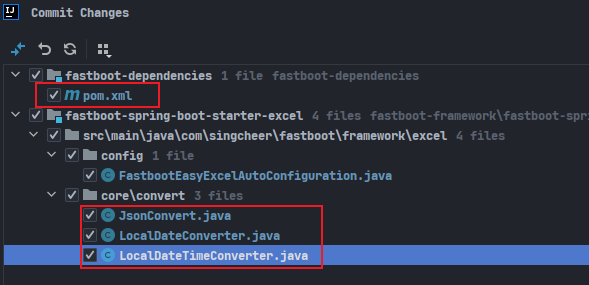 IJ Commit Changes
fastboot-dependencies 1 file fastboot-dependencies
m pom.xml
fastboot-spring-boot-starter-excel 4 files fastboot-framework\fastboot-spr
src\main\java\com\singcheer\fastboot\framework\excel 4 files
config 1 file
C FastbootEasyExcelAutoConfiguration.java
core\convert 3 files
C JsonConvert.java
C LocalDateConverter.java
C LocalDateTimeConverter.java